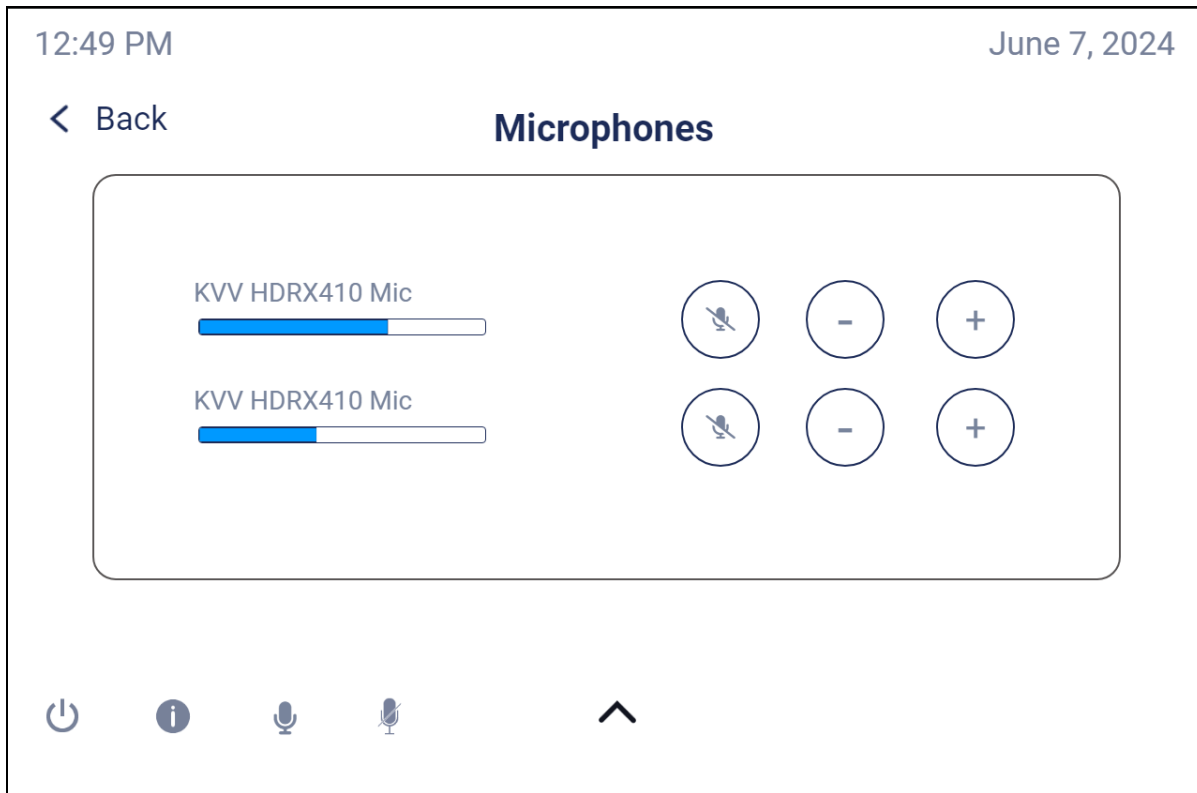 12:49 PM
June 7, 2024
Back
Microphones
KVV HDRX410 Mic
- +
KVV HDRX410 Mic
- +